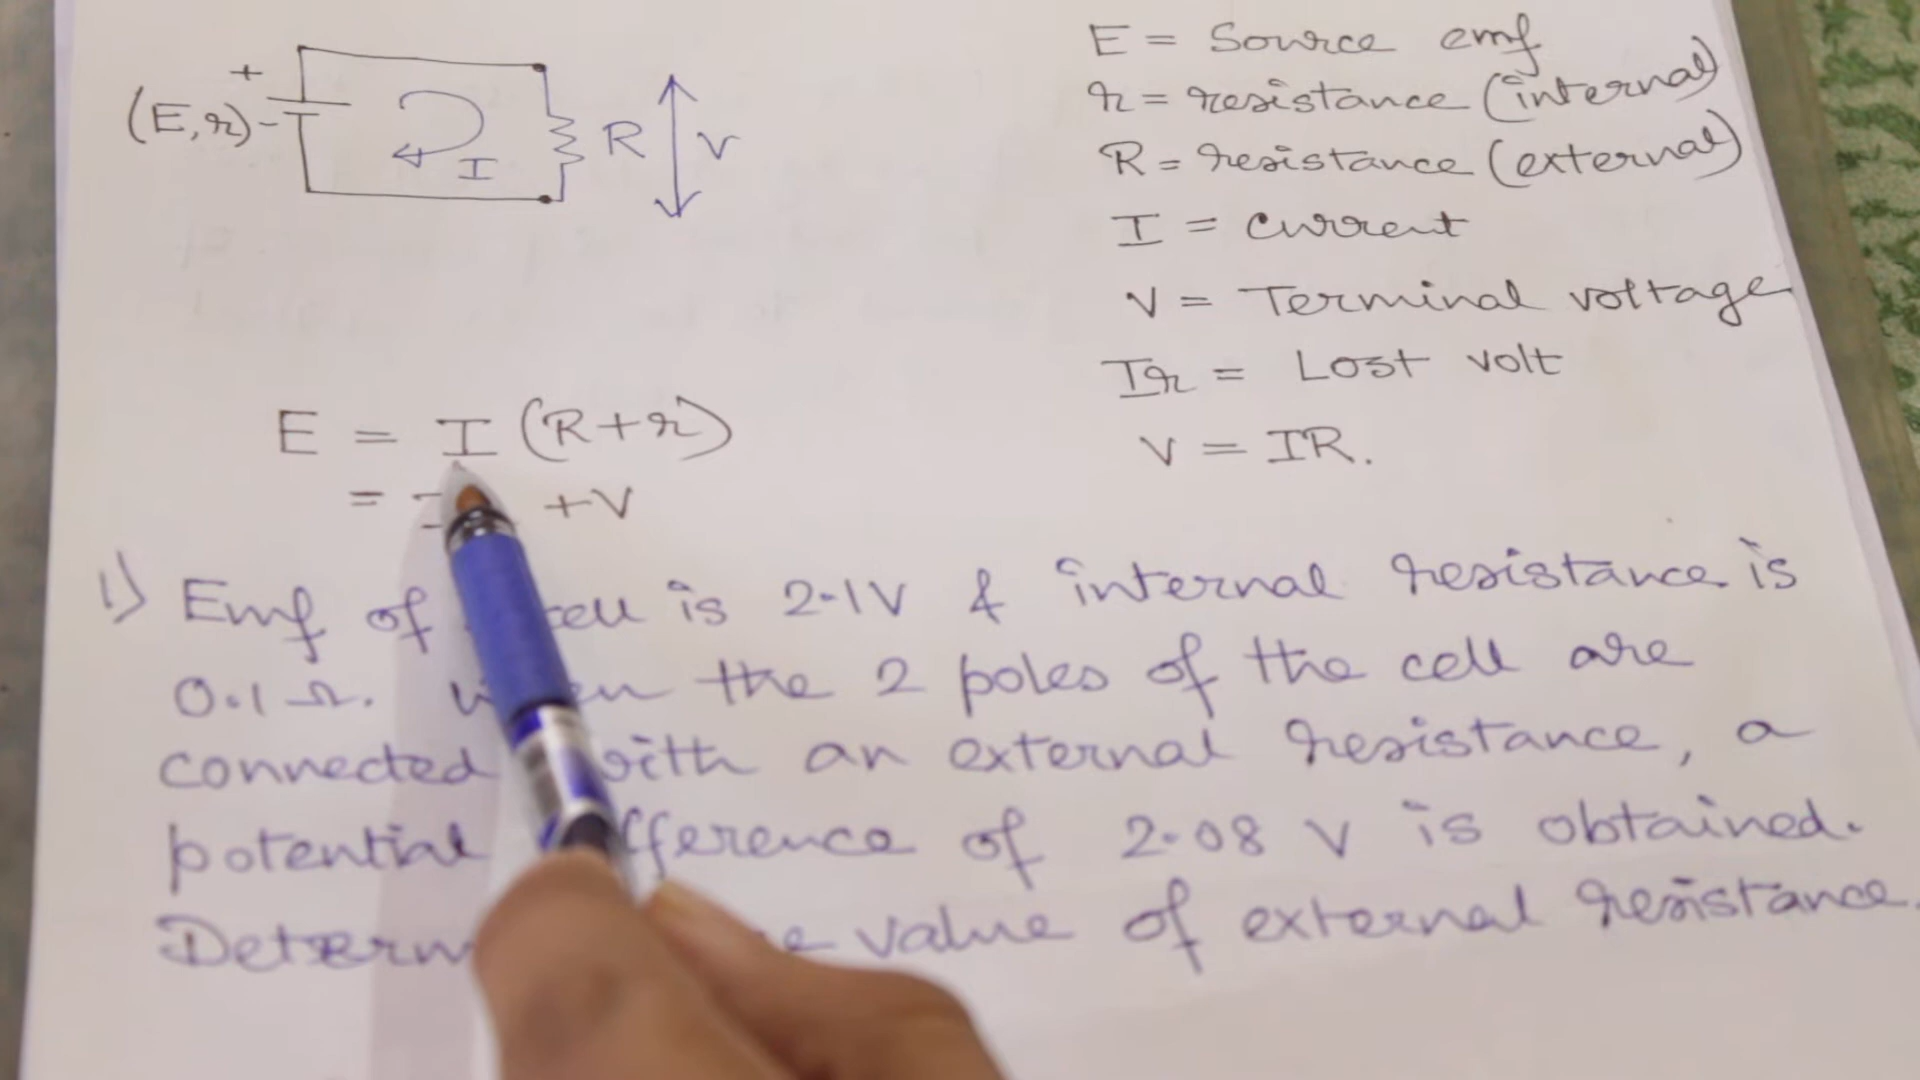 +
(E,r)
-
I
R
V
E = Source emf
r = resistance (internal)
R = resistance (external)
I = current
V = Terminal voltage
Ir = Lost volt
V = IR.
E = I (R+r)
= +V
1) Emf of cell is 2.1V & internal resistance is
0.1 Ω. the 2 poles of the cell are
connected with an external resistance, a
potential of 2.08 V is obtained.
value of external resistance.